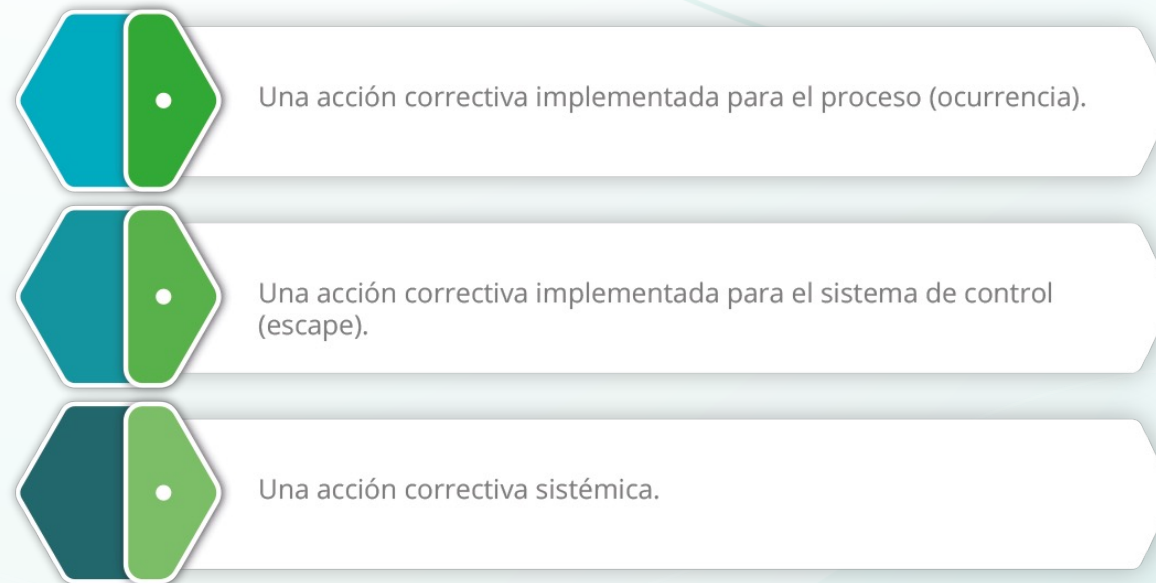 Una acción correctiva implementada para el proceso (ocurrencia).
Una acción correctiva implementada para el sistema de control
(escape).
Una acción correctiva sistémica.